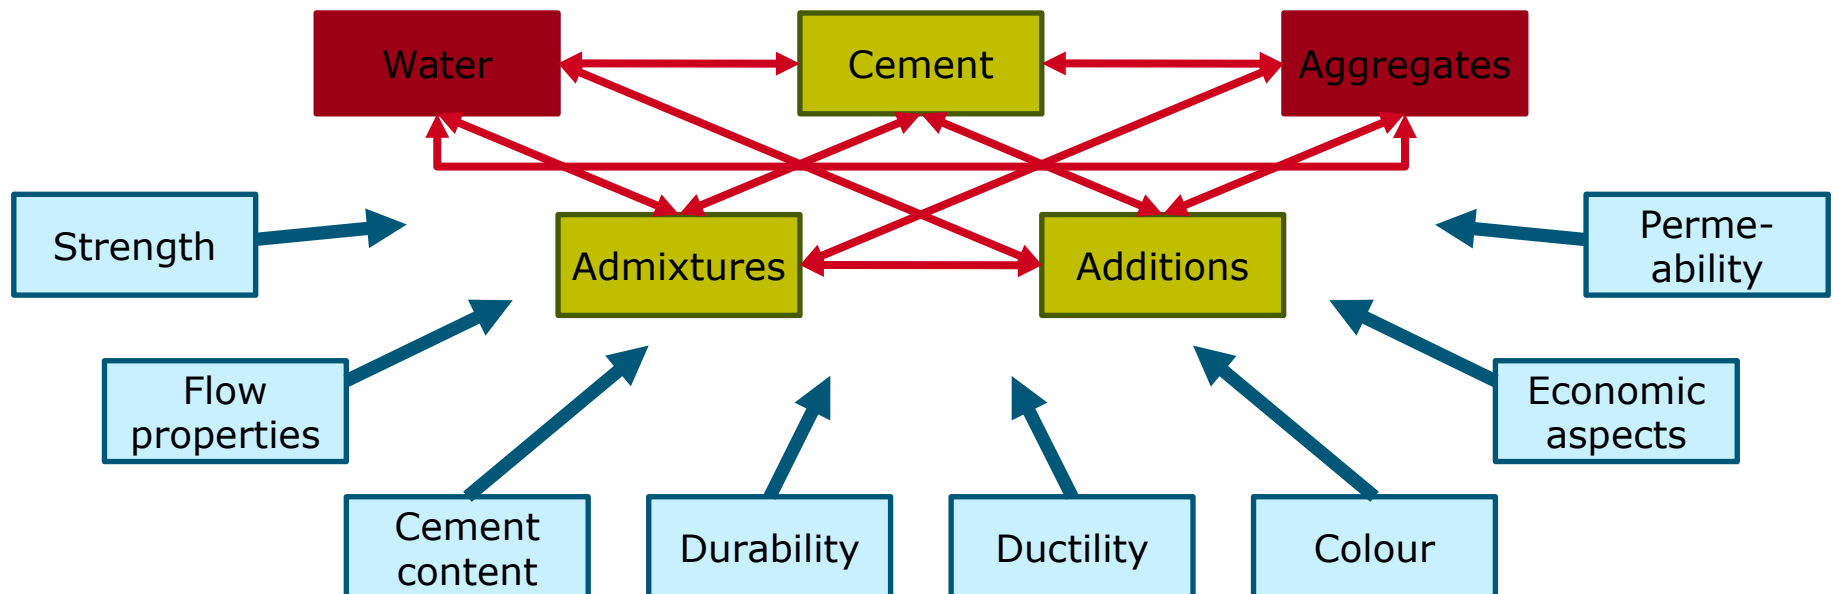 Water
Cement
Aggregates
Strength
Admixtures
Additions
Perme-
ability
Flow
properties
Economic
aspects
Cement
content
Durability
Ductility
Colour